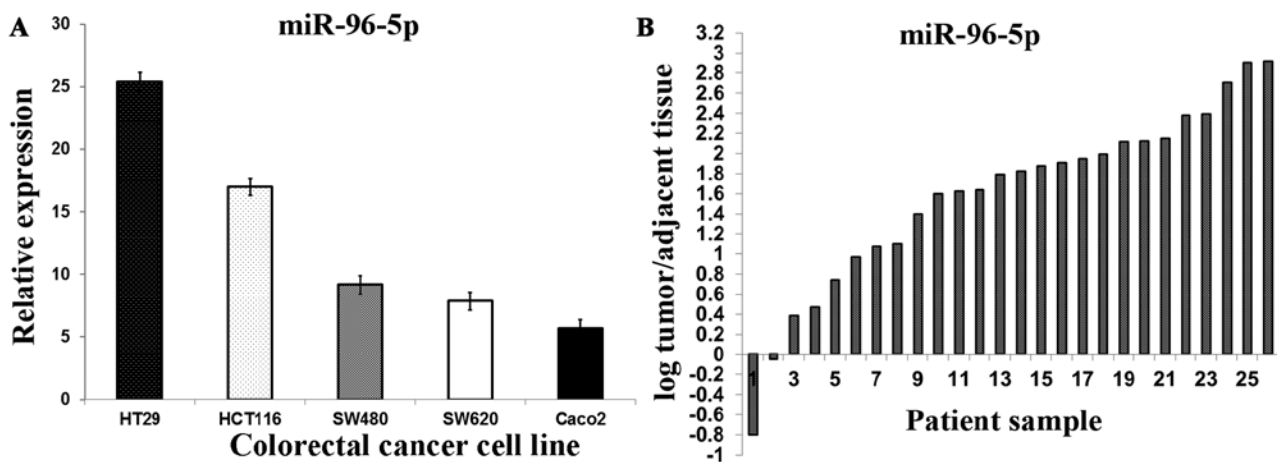 A
miR-96-5p
30
25
20
15
10
5
0
Relative expression
HT29 HCT116 SW480 SW620 Caco2
Colorectal cancer cell line
B
miR-96-5p
3.2
3
2.8
2.6
2.4
2.2
2
1.8
1.6
1.4
1.2
1
0.8
0.6
0.4
0.2
0
-0.2
-0.4
-0.6
-0.8
-1
log tumor/adjacent tissue
1 3 5 7 9 11 13 15 17 19 21 23 25
Patient sample